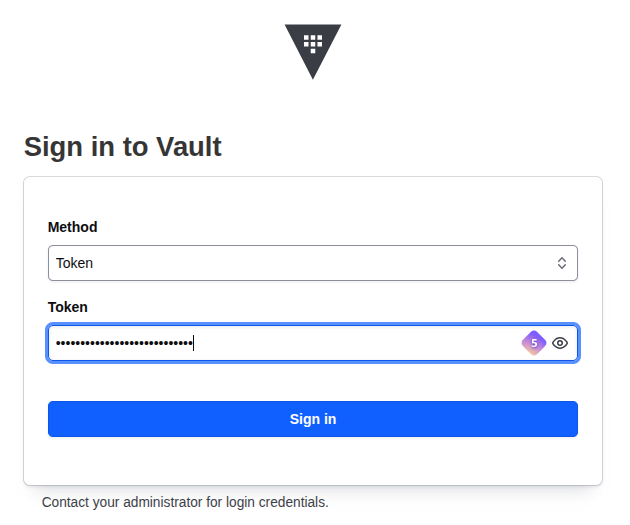 Sign in to Vault
Method
Token
Token
••••••••••••••••••••••••••••
5
Sign in
Contact your administrator for login credentials.